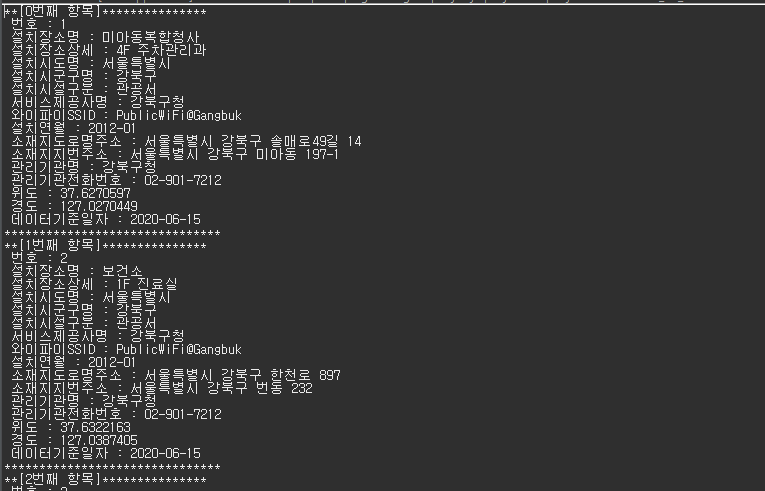 **[0번째 항목]***************
번호 : 1
설치장소명 : 미아동복합청사
설치장소상세 : 4F 주차관리과
설치시도명 : 서울특별시
설치시군구명 : 강북구
설치시설구분 : 관공서
서비스제공사명 : 강북구청
와이파이SSID : PublicWiFi@Gangbuk
설치연월 : 2012-01
소재지도로명주소 : 서울특별시 강북구 솔매로49길 14
소재지지번주소 : 서울특별시 강북구 미아동 197-1
관리기관명 : 강북구청
관리기관전화번호 : 02-901-7212
위도 : 37.6270597
경도 : 127.0270449
데이터기준일자 : 2020-06-15
*******************************
**[1번째 항목]***************
번호 : 2
설치장소명 : 보건소
설치장소상세 : 1F 진료실
설치시도명 : 서울특별시
설치시군구명 : 강북구
설치시설구분 : 관공서
서비스제공사명 : 강북구청
와이파이SSID : PublicWiFi@Gangbuk
설치연월 : 2012-01
소재지도로명주소 : 서울특별시 강북구 한천로 897
소재지지번주소 : 서울특별시 강북구 번동 232
관리기관명 : 강북구청
관리기관전화번호 : 02-901-7212
위도 : 37.6322163
경도 : 127.0387405
데이터기준일자 : 2020-06-15
*******************************
**[2번째 항목]***************